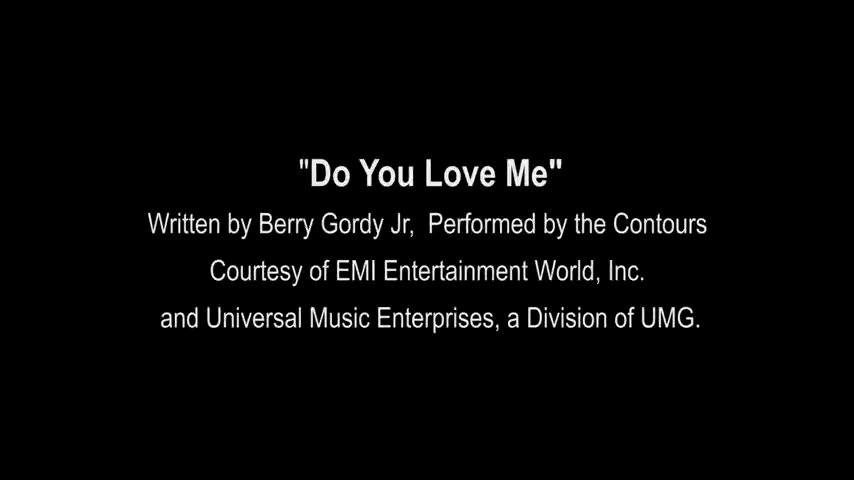 "Do You Love Me"
Written by Berry Gordy Jr,  Performed by the Contours
Courtesy of EMI Entertainment World, Inc.
and Universal Music Enterprises, a Division of UMG.